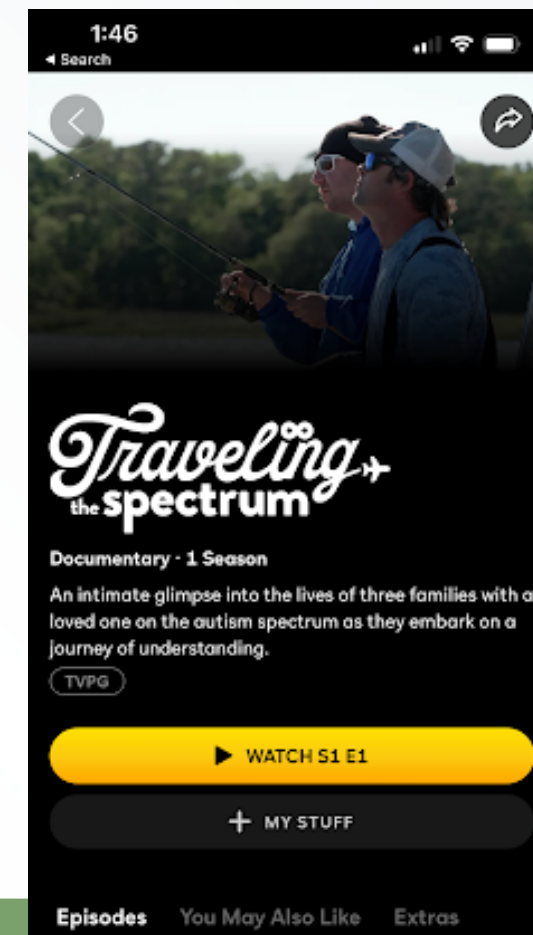 1:46
Search
Traveling
the spectrum
Documentary · 1 Season
An intimate glimpse into the lives of three families with a
loved one on the autism spectrum as they embark on a
journey of understanding.
TVPG
WATCH S1 E1
+ MY STUFF
Episodes You May Also Like Extras